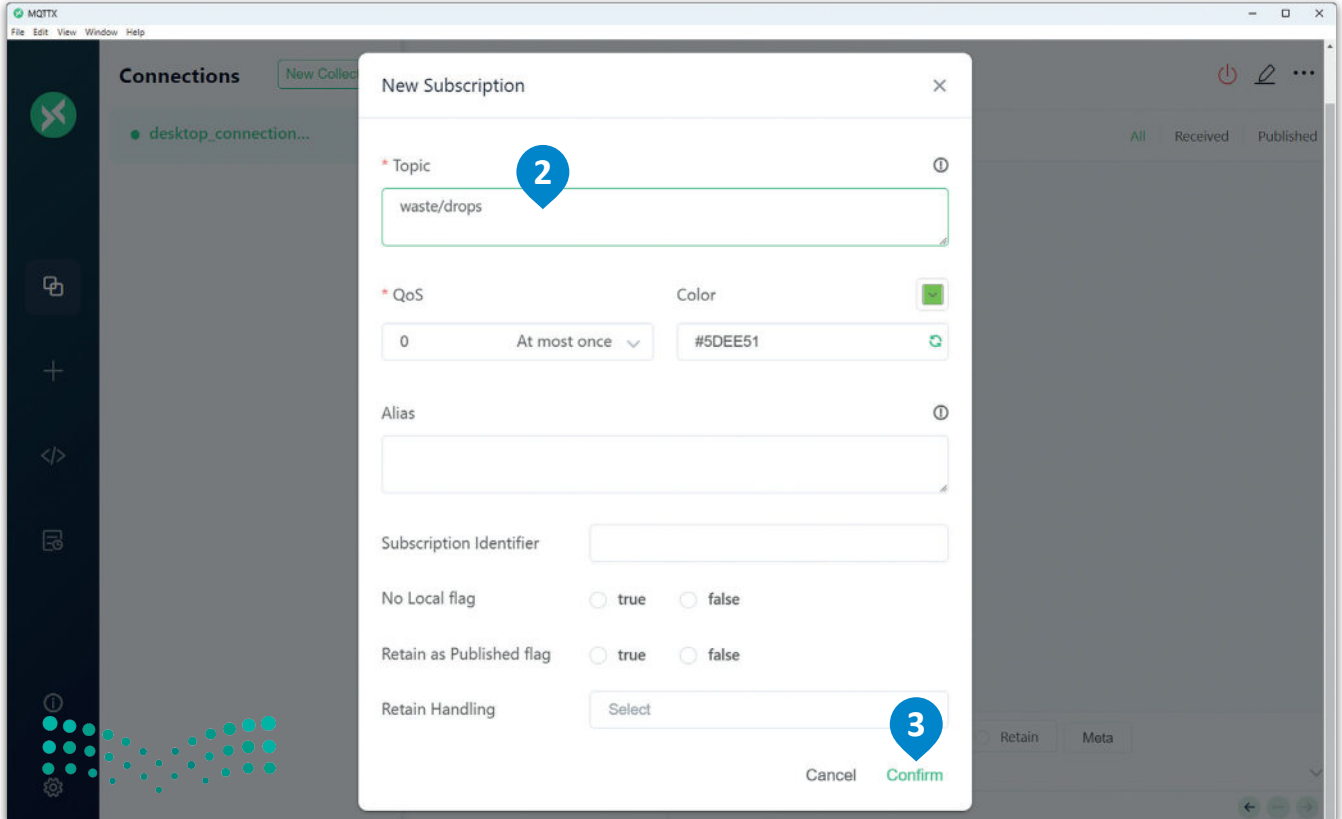 MQTTX
File Edit View Window Help
Connections
New Collec
desktop_connection...
All Received Published
New Subscription
* Topic
2
waste/drops
* QoS
Color
0 At most once
#5DEE51
Alias
Subscription Identifier
No Local flag
true false
Retain as Published flag
true false
Retain Handling
Select
3
Retain
Meta
Cancel
Confirm